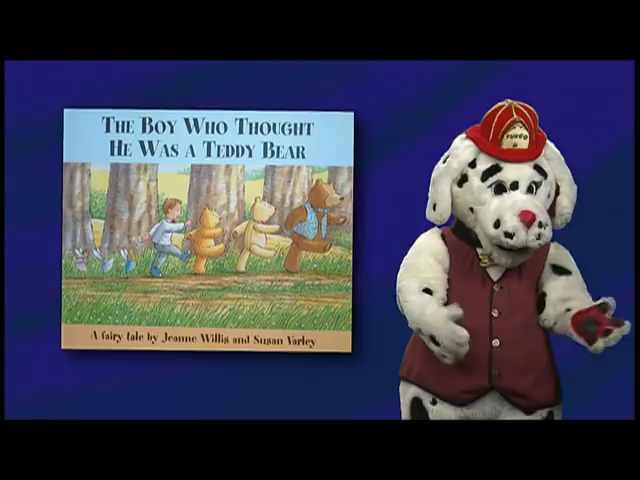 THE BOY WHO THOUGHT
HE WAS A TEDDY BEAR
A fairy tale by Jeanne Willis and Susan Varley